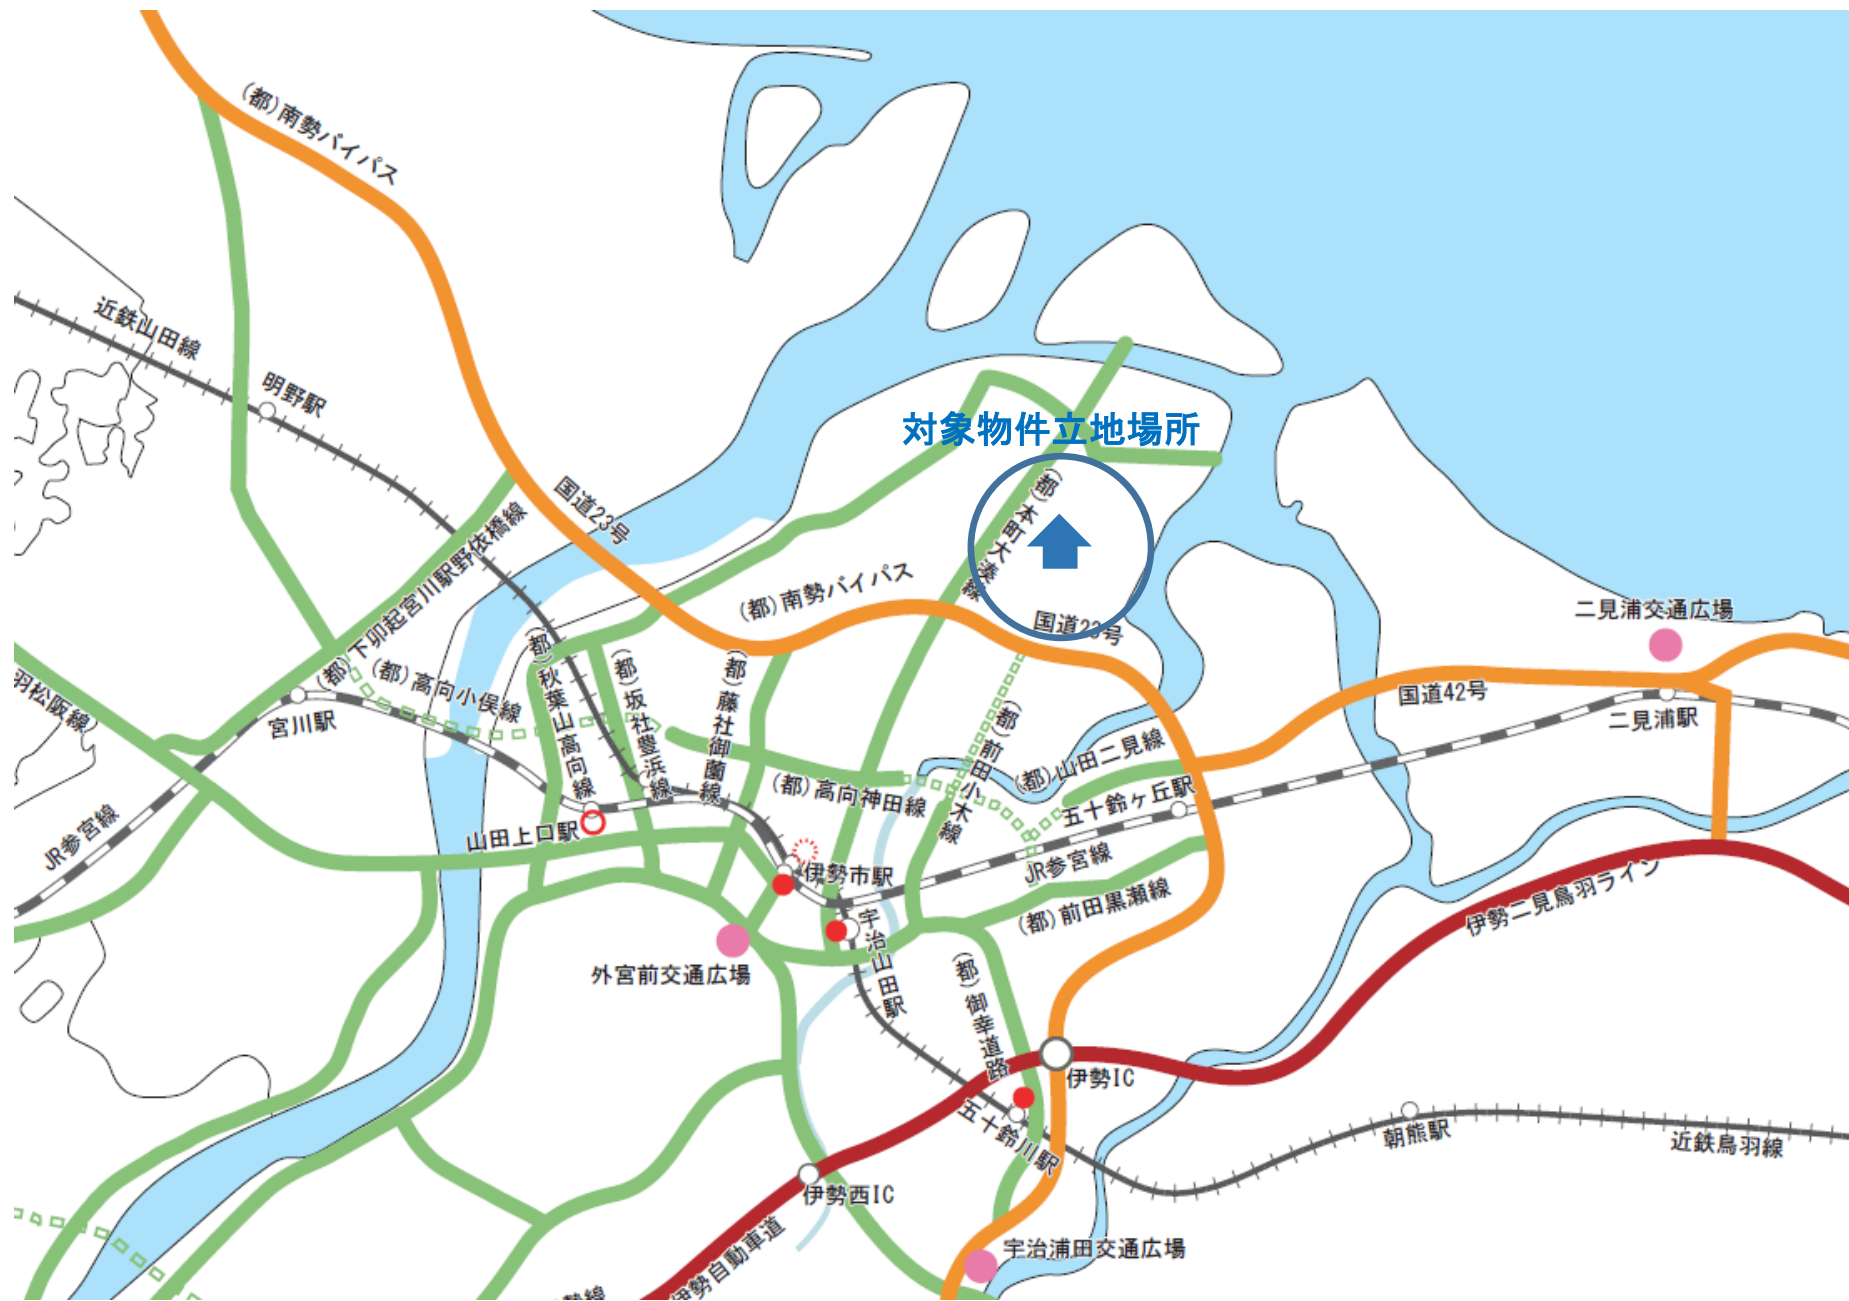 (都)南勢バイパス
近鉄山田線
明野駅
対象物件立地場所
(都)本町大湊線
国道23号
(都)下卯起宮川駅野依橋線
(都)南勢バイパス
国道23号
二見浦交通広場
羽松阪線)
宮川駅
(都)高向小俣線
(都)秋葉山高向線
(都)坂社豊浜線
(都)藤社御薗線
(都)前田小木線
(都)山田二見線
国道42号
二見浦駅
JR参宮線
山田上口駅
(都)高向神田線
五十鈴ヶ丘駅
伊勢市駅
JR参宮線
(都)前田黒瀬線
伊勢二見鳥羽ライン
外宮前交通広場
宇治山田駅
(都)御幸道路
伊勢IC
五十鈴川駅
朝熊駅
近鉄鳥羽線
伊勢西IC
伊勢自動車道
宇治浦田交通広場